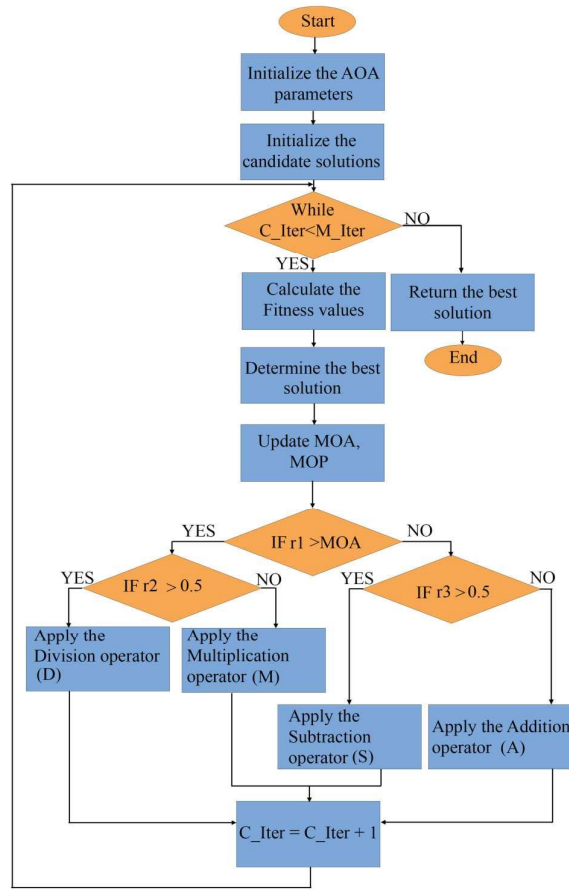 Start
Initialize the AOA
parameters
Initialize the
candidate solutions
While
C_Iter<M_Iter
NO
YES
Calculate the
Fitness values
Return the best
solution
End
Determine the best
solution
Update MOA,
MOP
YES
IF r1 >MOA
NO
YES
IF r2 > 0.5
NO
YES
IF r3 > 0.5
NO
Apply the
Division operator
(D)
Apply the
Multiplication
operator (M)
Apply the
Subtraction
operator (S)
Apply the Addition
operator (A)
C_Iter = C_Iter + 1